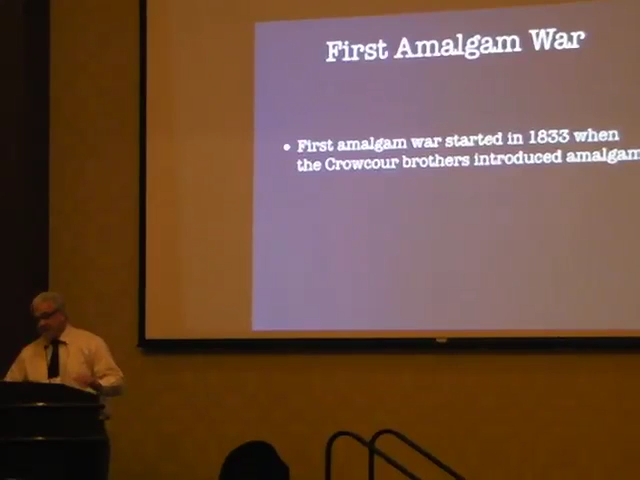 First Amalgam War
• First amalgam war started in 1833 when
the Crowcour brothers introduced amalgam